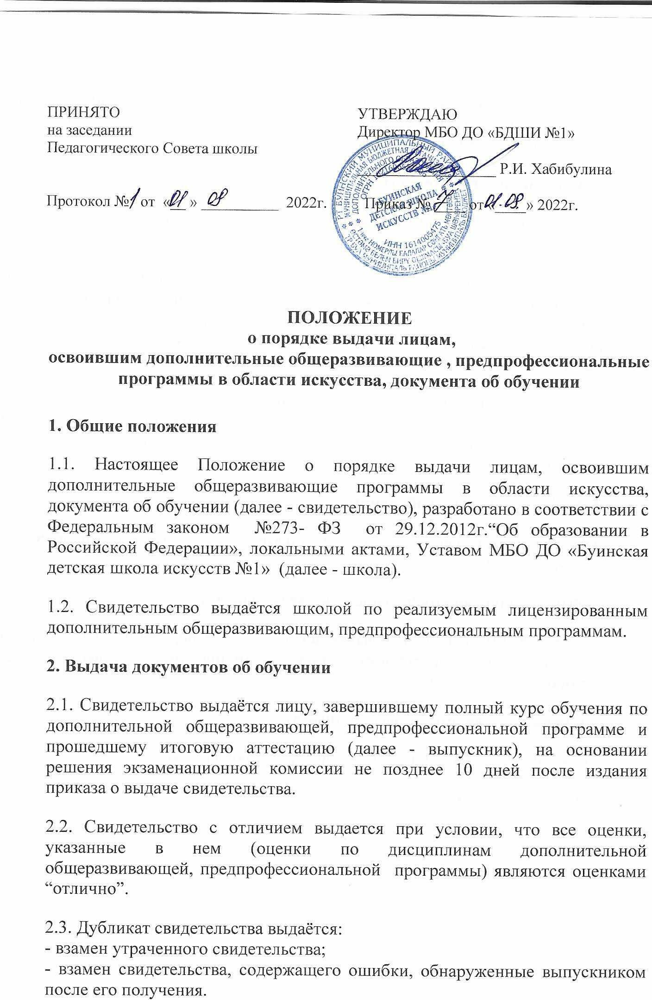 ПРИНЯТО
на заседании
Педагогического Совета школы
Протокол №1 от «01» 09 2022г.
УТВЕРЖДАЮ
Директор МБО ДО «БДШИ №1»
Р.И. Хабибулина
Приказ № 7 от «01.09.» 2022г.
БУИНСКАЯ
ДЕТСКАЯ ШКОЛА
ИСКУССТВ №1
ИНН 1614005475
ПОЛОЖЕНИЕ
о порядке выдачи лицам,
освоившим дополнительные общеразвивающие , предпрофессиональные
программы в области искусства, документа об обучении
1. Общие положения
1.1. Настоящее Положение о порядке выдачи лицам, освоившим
дополнительные общеразвивающие программы в области искусства,
документа об обучении (далее - свидетельство), разработано в соответствии с
Федеральным законом №273- ФЗ от 29.12.2012г.“Об образовании в
Российской Федерации», локальными актами, Уставом МБО ДО «Буинская
детская школа искусств №1» (далее - школа).
1.2. Свидетельство выдаётся школой по реализуемым лицензированным
дополнительным общеразвивающим, предпрофессиональным программам.
2. Выдача документов об обучении
2.1. Свидетельство выдаётся лицу, завершившему полный курс обучения по
дополнительной общеразвивающей, предпрофессиональной программе и
прошедшему итоговую аттестацию (далее - выпускник), на основании
решения экзаменационной комиссии не позднее 10 дней после издания
приказа о выдаче свидетельства.
2.2. Свидетельство с отличием выдается при условии, что все оценки,
указанные в нем (оценки по дисциплинам дополнительной
общеразвивающей, предпрофессиональной программы) являются оценками
“отлично”.
2.3. Дубликат свидетельства выдаётся:
- взамен утраченного свидетельства;
- взамен свидетельства, содержащего ошибки, обнаруженные выпускником
после его получения.